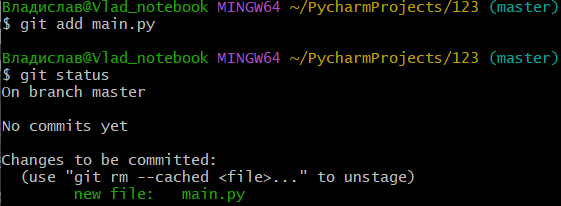 Владислав@Vlad_notebook MINGW64 ~/PycharmProjects/123 (master)
$ git add main.py
Владислав@Vlad_notebook MINGW64 ~/PycharmProjects/123 (master)
$ git status
On branch master
No commits yet
Changes to be committed:
(use "git rm --cached <file>..." to unstage)
new file: main.py